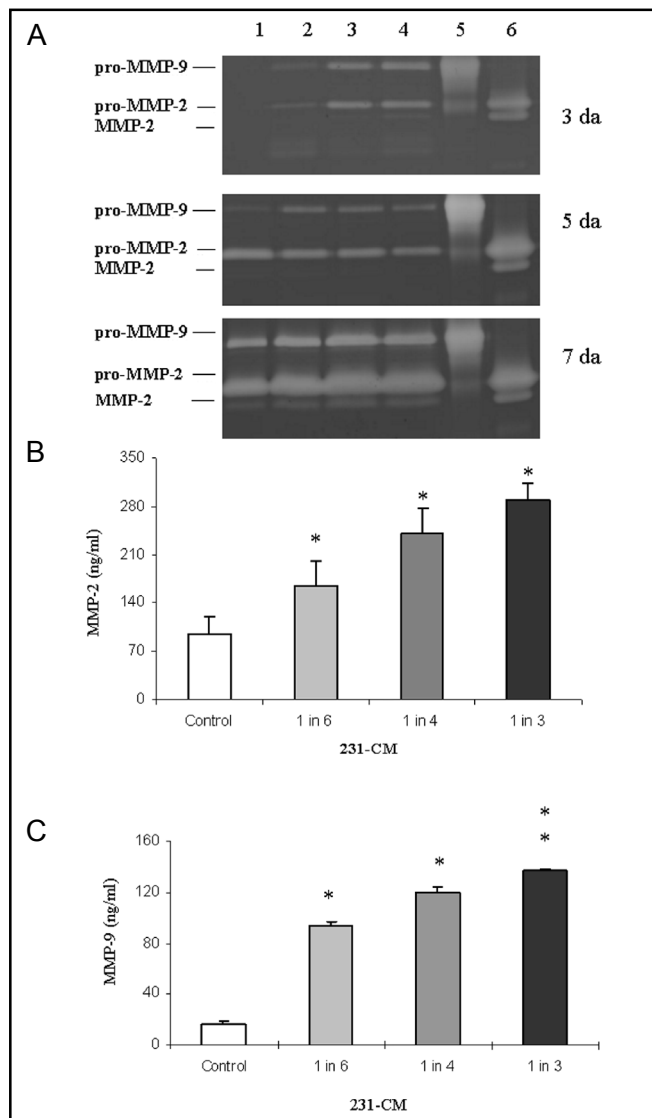 A
1 2 3 4 5 6
pro-MMP-9
pro-MMP-2
MMP-2
3 da
pro-MMP-9
pro-MMP-2
MMP-2
5 da
pro-MMP-9
pro-MMP-2
MMP-2
7 da
B
350
280
210
140
70
0
MMP-2 (ng/ml)
* * *
Control 1 in 6 1 in 4 1 in 3
231-CM
C
160
120
80
40
0
MMP-9 (ng/ml)
* * * *
Control 1 in 6 1 in 4 1 in 3
231-CM